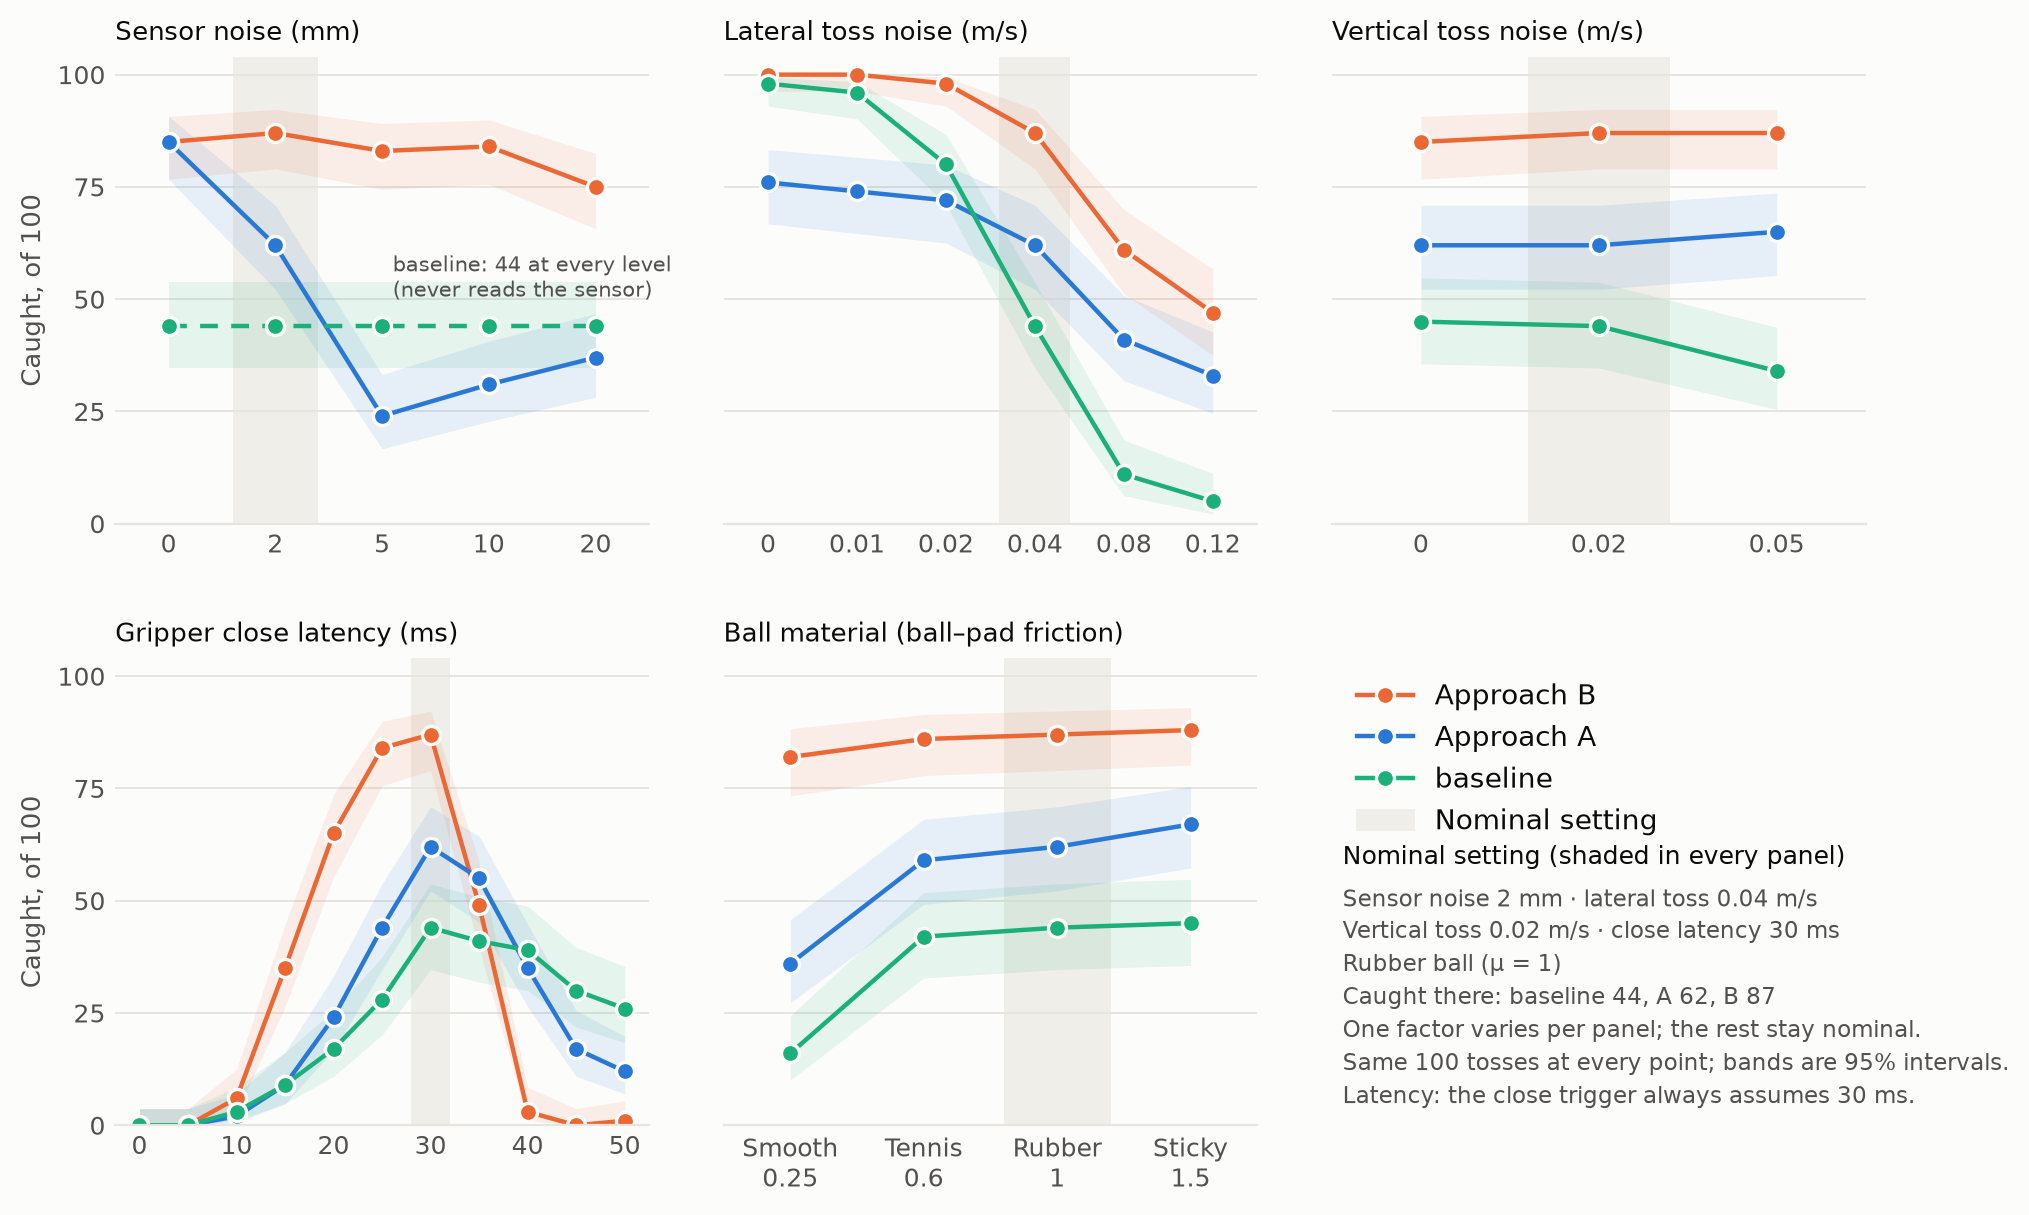 Sensor noise (mm)
Lateral toss noise (m/s)
Vertical toss noise (m/s)
Caught, of 100
100
75
50
25
0
baseline: 44 at every level
(never reads the sensor)
0 2 5 10 20
0 0.01 0.02 0.04 0.08 0.12
0 0.02 0.05
Gripper close latency (ms)
Ball material (ball–pad friction)
Caught, of 100
100
75
50
25
0
0 10 20 30 40 50
Smooth Tennis Rubber Sticky
0.25 0.6 1 1.5
Approach B
Approach A
baseline
Nominal setting
Nominal setting (shaded in every panel)
Sensor noise 2 mm · lateral toss 0.04 m/s
Vertical toss 0.02 m/s · close latency 30 ms
Rubber ball (μ = 1)
Caught there: baseline 44, A 62, B 87
One factor varies per panel; the rest stay nominal.
Same 100 tosses at every point; bands are 95% intervals.
Latency: the close trigger always assumes 30 ms.